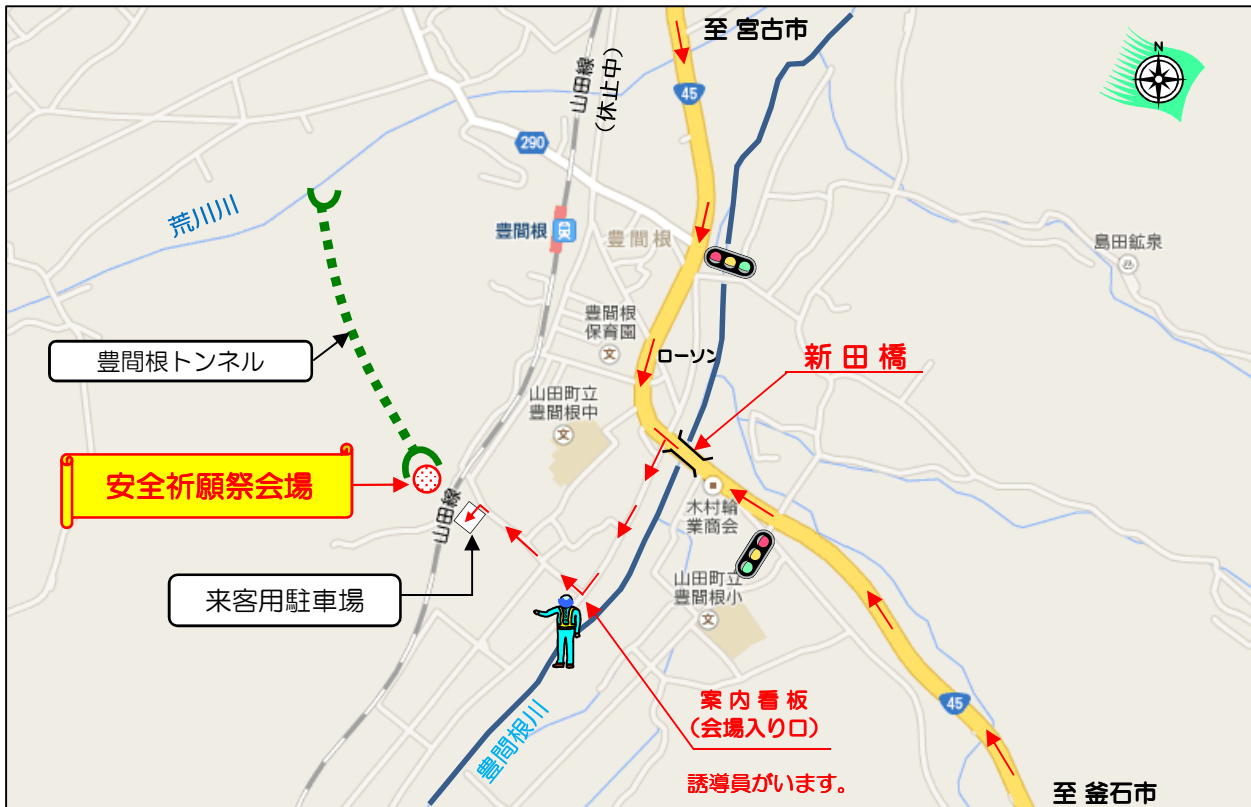 至 宮古市
N
45
山田線
(休止中)
290
荒川川
豊間根
豊間根
島田鉱泉
豊間根
保育園
豊間根トンネル
ローソン
新田橋
山田町立
豊間根中
安全祈願祭会場
山田線
木村輪
業商会
来客用駐車場
山田町立
豊間根小
案内看板
(会場入り口)
45
豊間根川
誘導員がいます。
至 釜石市